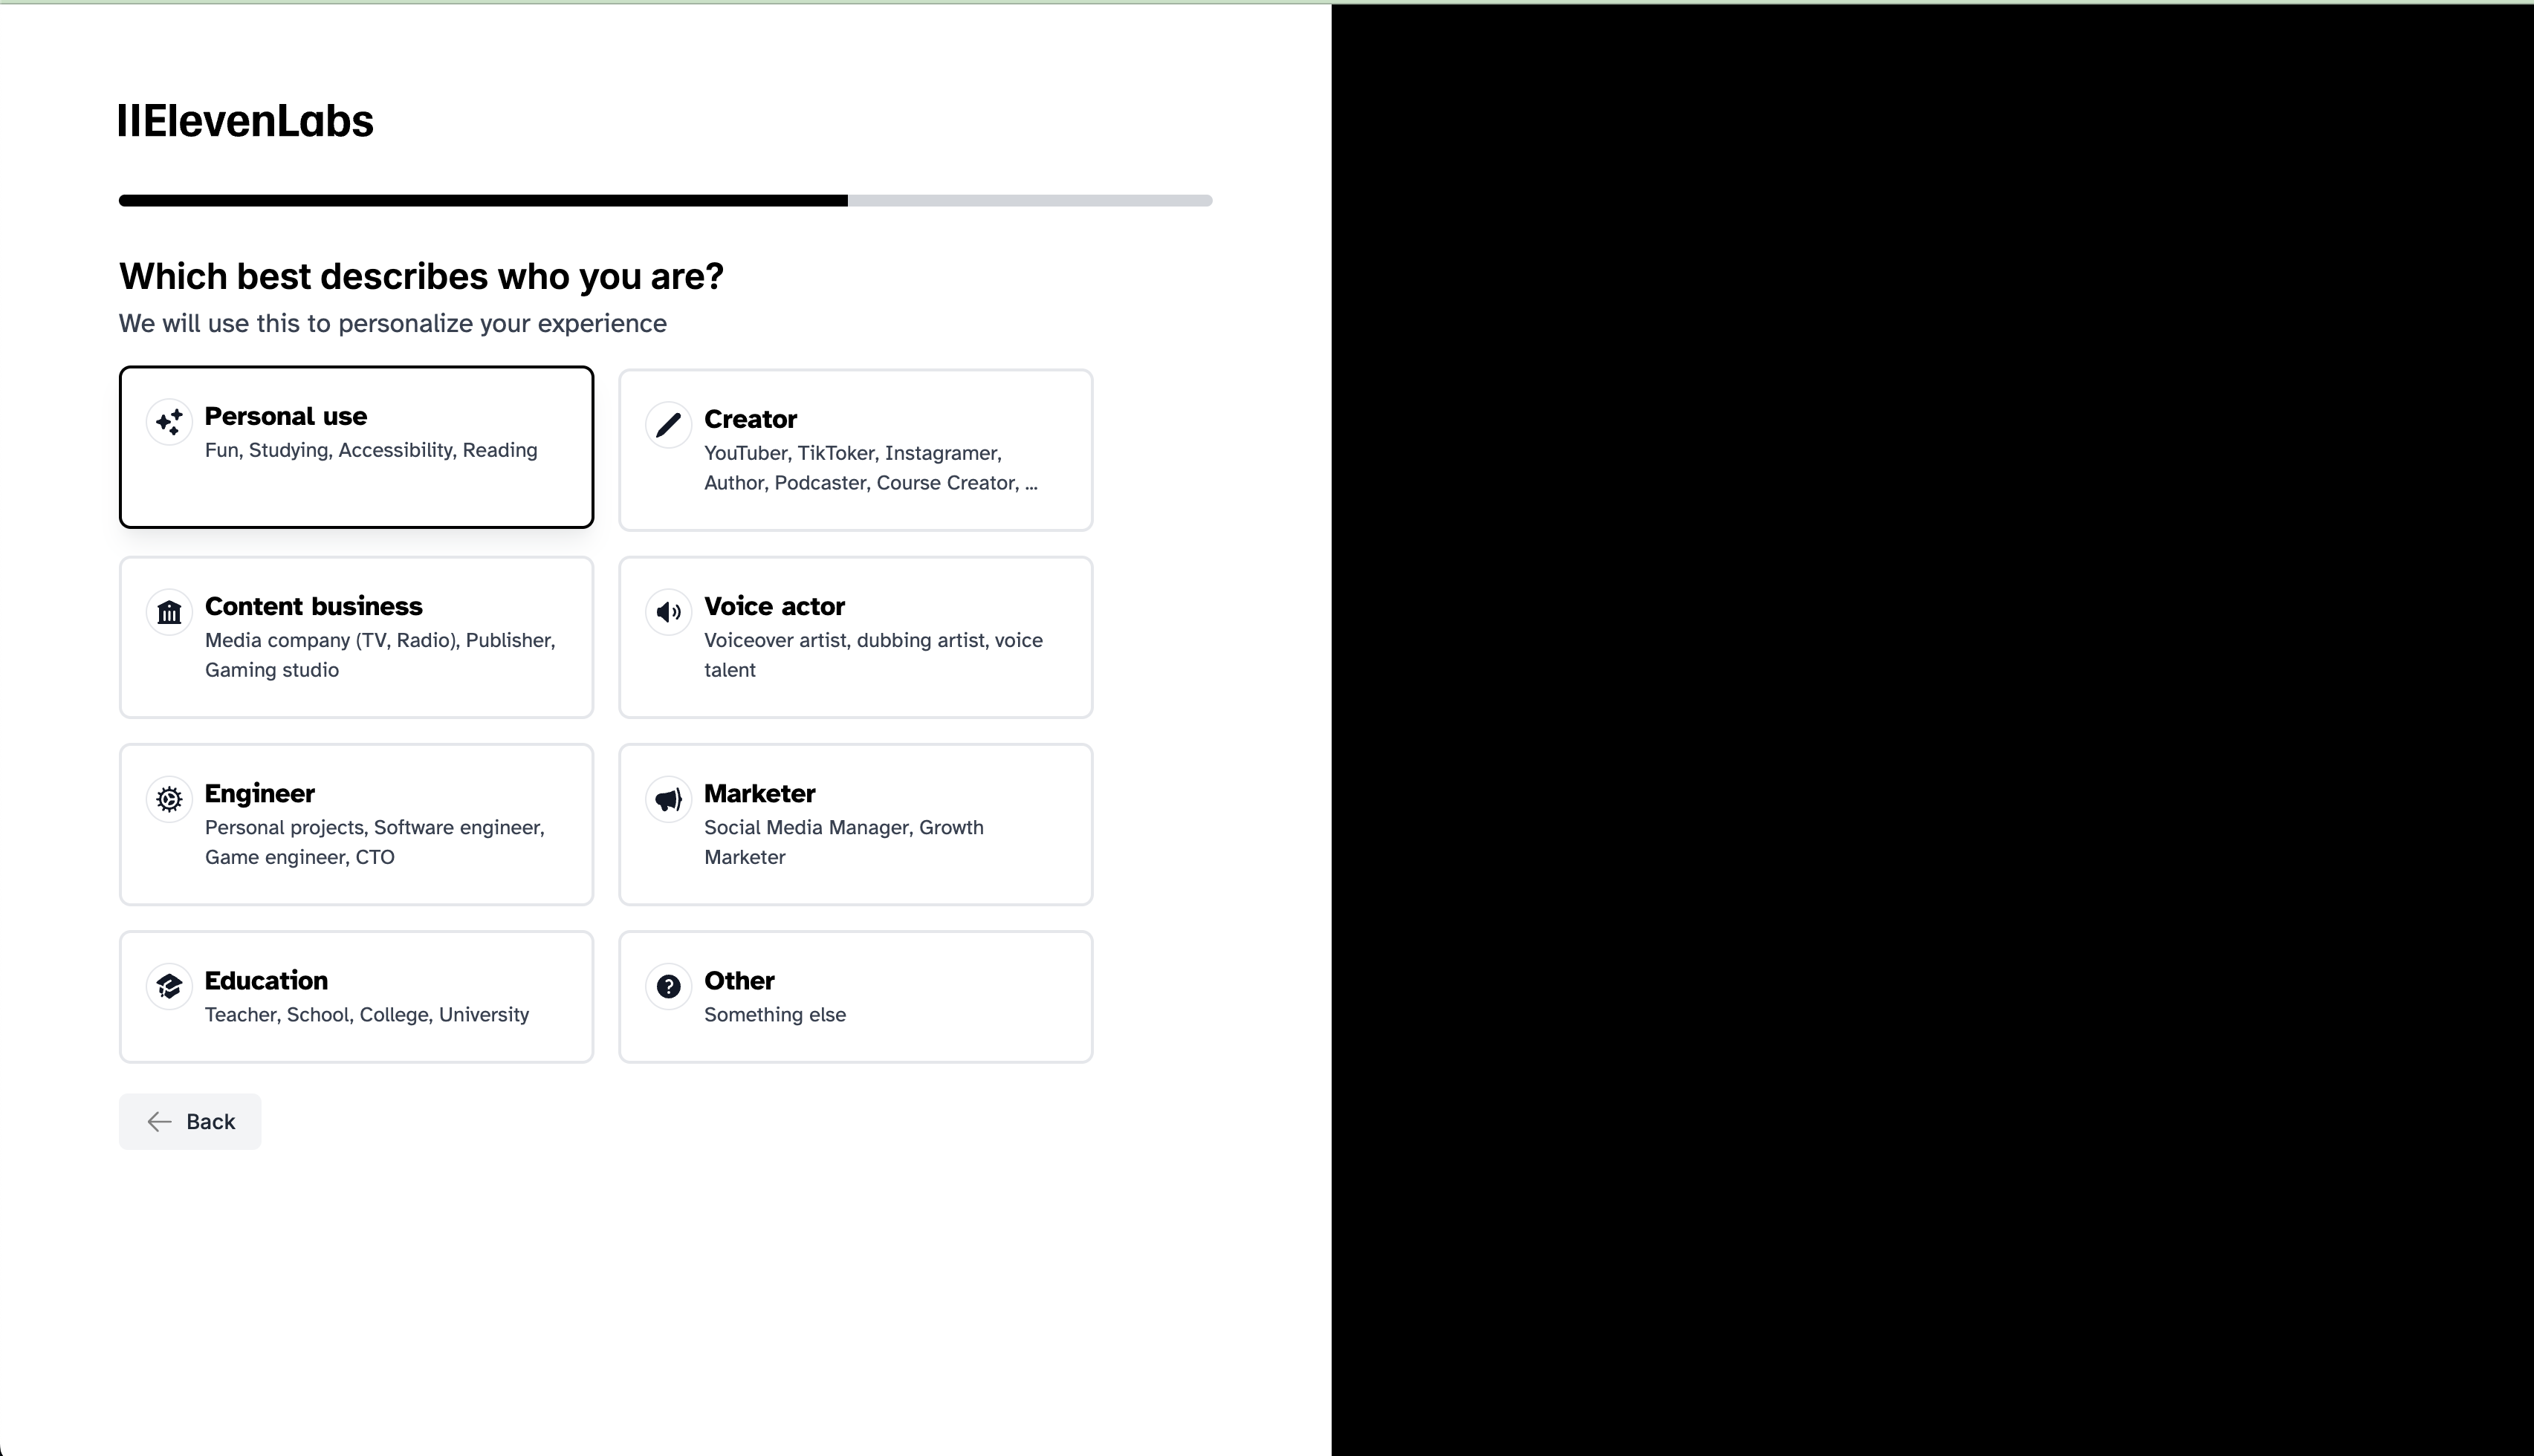 IIElevenLabs
Which best describes who you are?
We will use this to personalize your experience
Personal use
Fun, Studying, Accessibility, Reading
Creator
YouTuber, TikToker, Instagramer,
Author, Podcaster, Course Creator, ...
Content business
Media company (TV, Radio), Publisher,
Gaming studio
Voice actor
Voiceover artist, dubbing artist, voice
talent
Engineer
Personal projects, Software engineer,
Game engineer, CTO
Marketer
Social Media Manager, Growth
Marketer
Education
Teacher, School, College, University
Other
Something else
Back